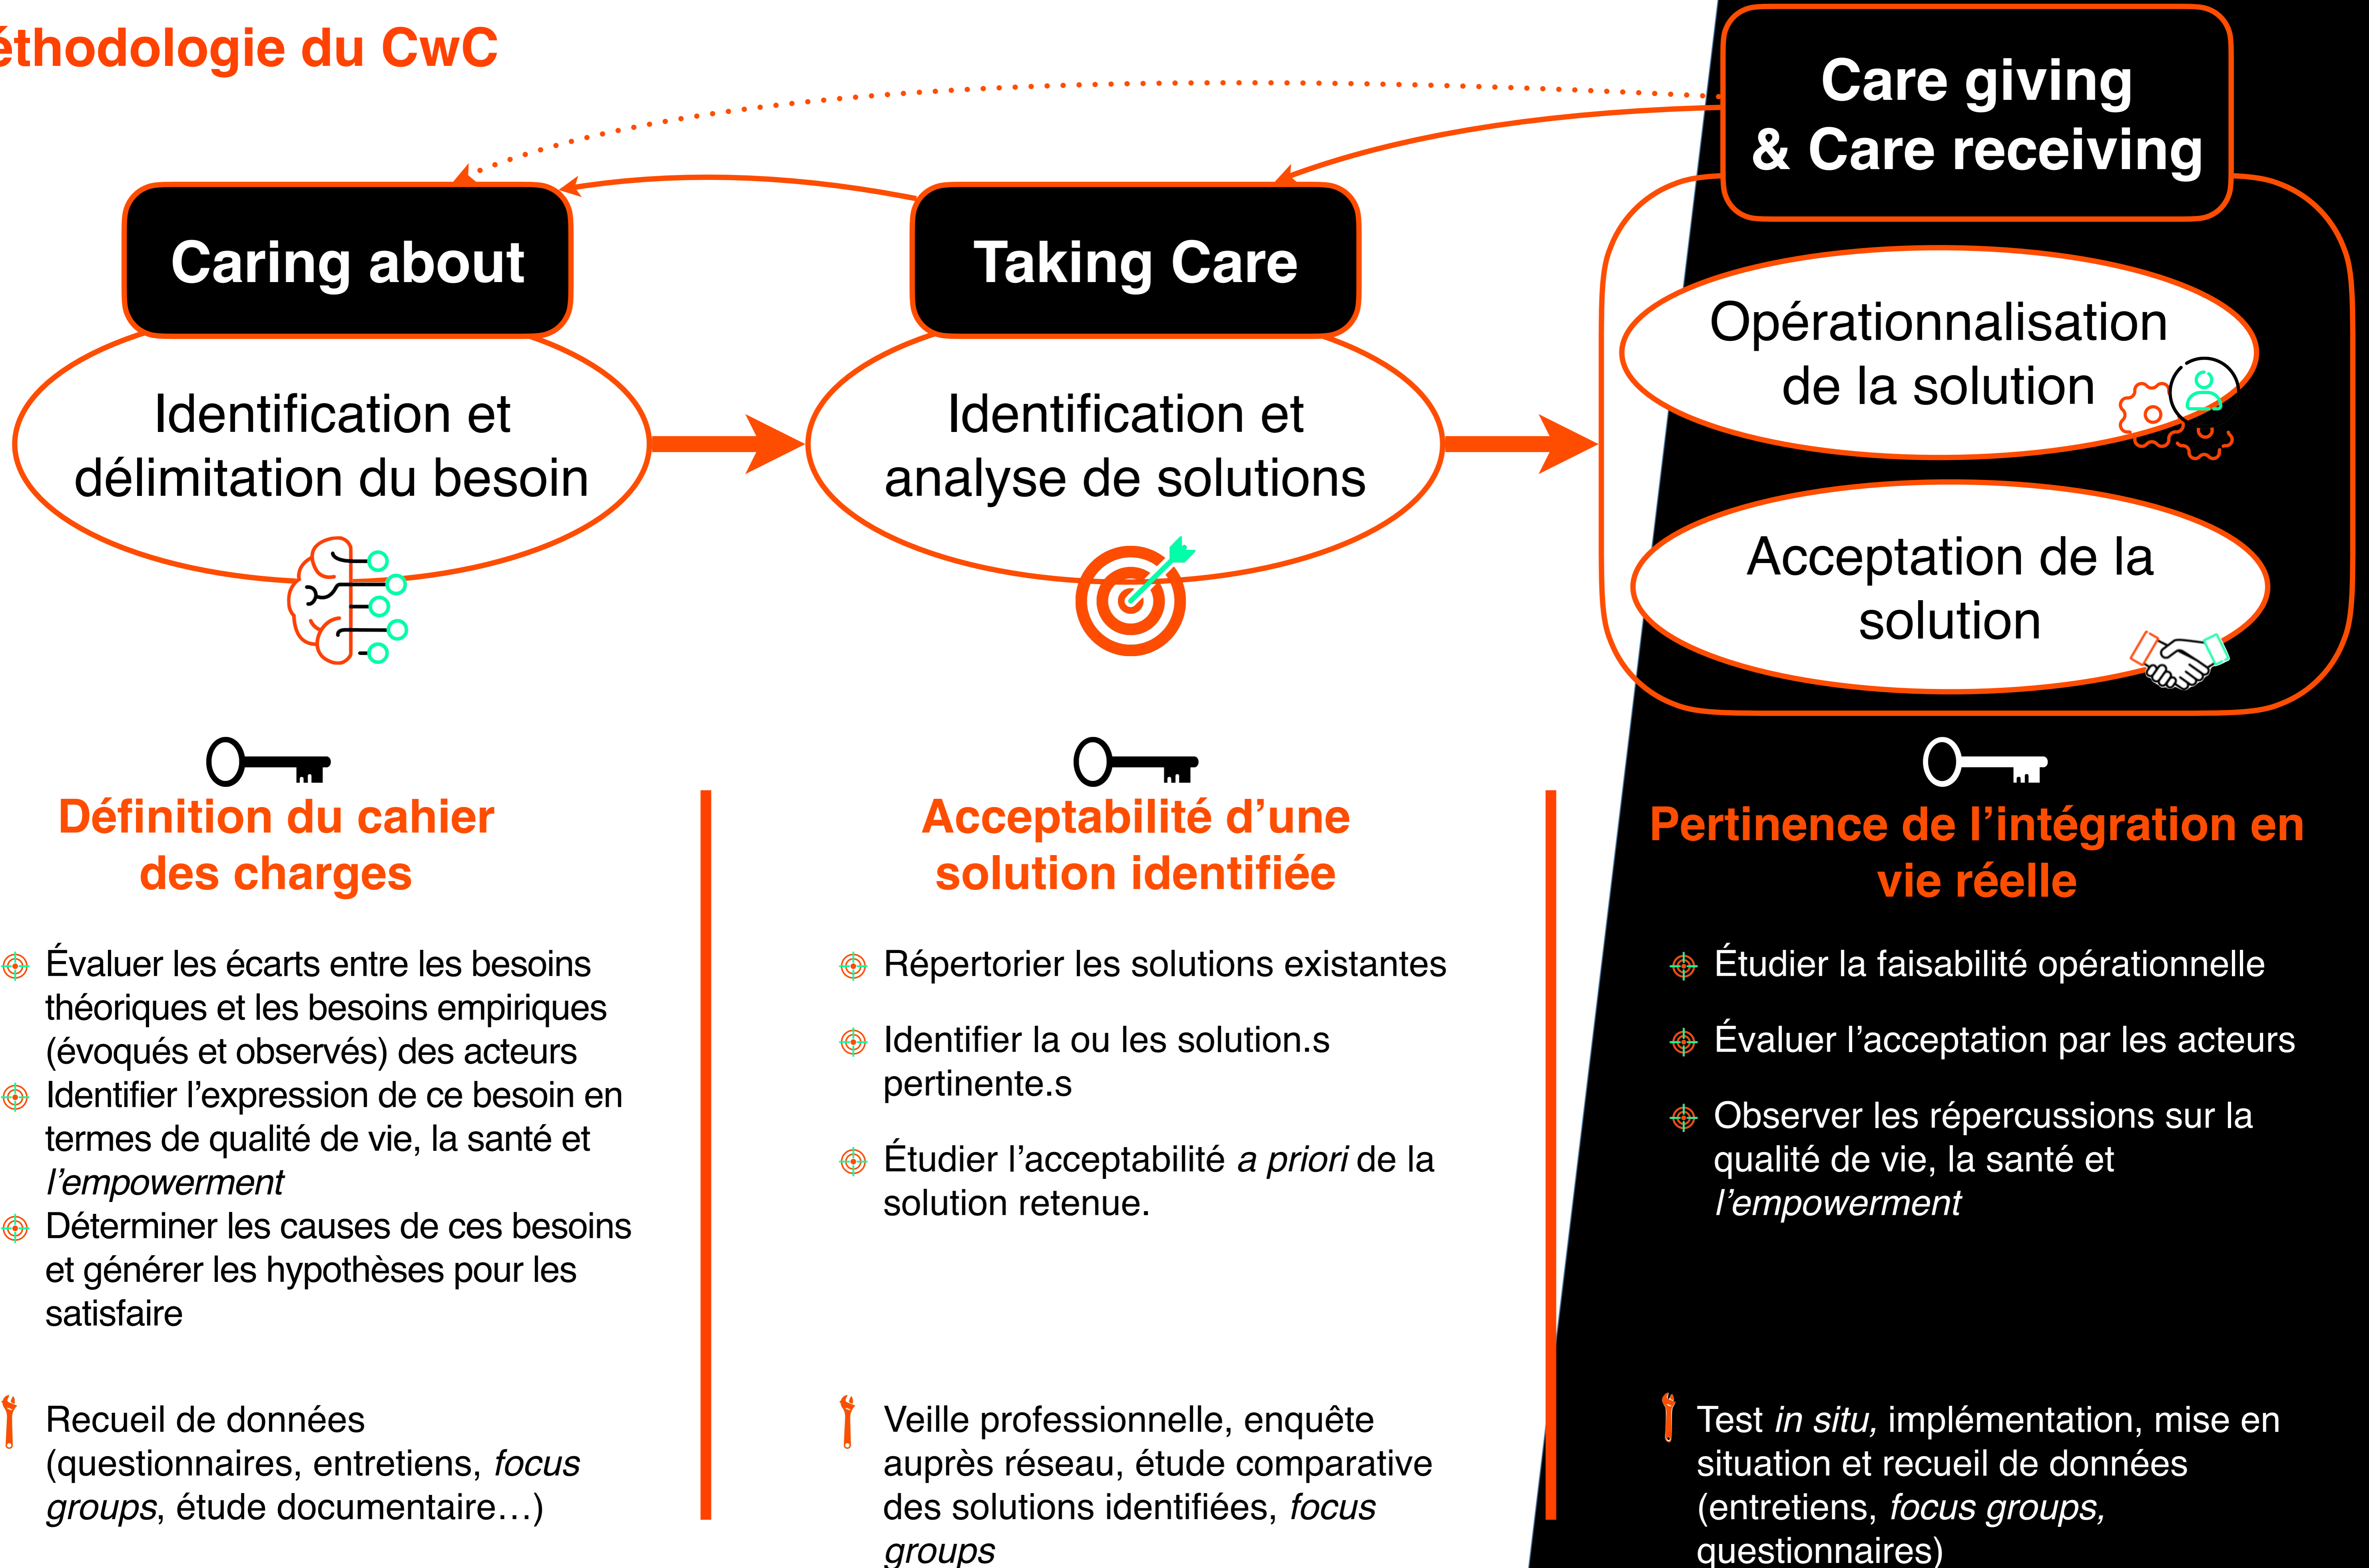 éthodologie du CwC
Caring about
Identification et
délimitation du besoin
Taking Care
Identification et
analyse de solutions
Care giving
& Care receiving
Opérationnalisation
de la solution
Acceptation de la
solution
Définition du cahier
des charges
Évaluer les écarts entre les besoins
théoriques et les besoins empiriques
(évoqués et observés) des acteurs
Identifier l’expression de ce besoin en
termes de qualité de vie, la santé et
l’empowerment
Déterminer les causes de ces besoins
et générer les hypothèses pour les
satisfaire
Recueil de données
(questionnaires, entretiens, focus
groups, étude documentaire…)
Acceptabilité d’une
solution identifiée
Répertorier les solutions existantes
Identifier la ou les solution.s
pertinente.s
Étudier l’acceptabilité a priori de la
solution retenue.
Veille professionnelle, enquête
auprès réseau, étude comparative
des solutions identifiées, focus
groups
Pertinence de l’intégration en
vie réelle
Étudier la faisabilité opérationnelle
Évaluer l’acceptation par les acteurs
Observer les répercussions sur la
qualité de vie, la santé et
l’empowerment
Test in situ, implémentation, mise en
situation et recueil de données
(entretiens, focus groups,
questionnaires)